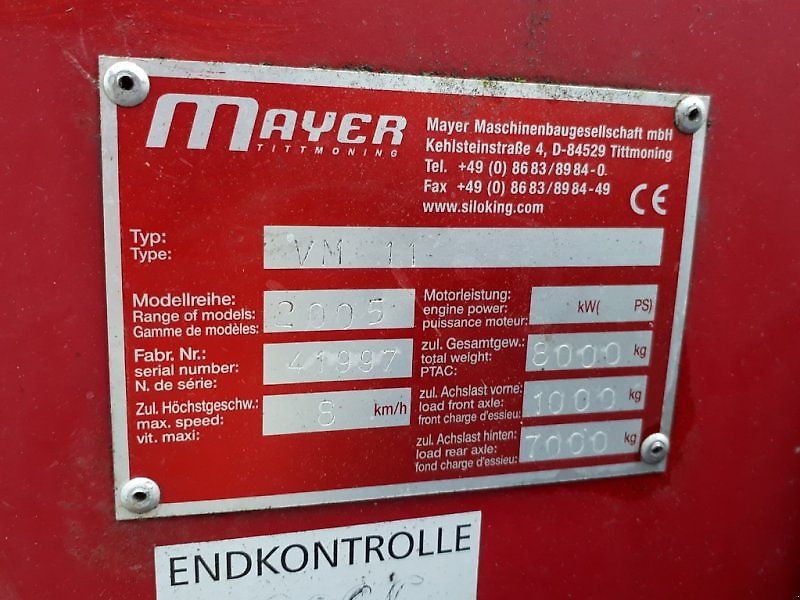 MAYER
TITTMONING
Mayer Maschinenbaugesellschaft mbH
Kehlsteinstraße 4, D-84529 Tittmoning
Tel. +49 (0) 86 83/89 84-0
Fax +49 (0) 86 83/89 84-49
www.siloking.com
CE
Typ:
Type:
VM 11
Modellreihe:
Range of models:
Gamme de modèles:
2005
Fabr. Nr.:
serial number:
N. de série:
41997
Zul. Höchstgeschw.:
max. speed:
vit. maxi:
8 km/h
Motorleistung:
engine power:
puissance moteur:
kW( PS)
zul. Gesamtgew.:
total weight:
PTAC:
8000 kg
zul. Achslast vorne:
load front axle:
front charge d'essieu:
1000 kg
zul. Achslast hinten:
load rear axle:
fond charge d'essieu:
7000 kg
ENDKONTROLLE